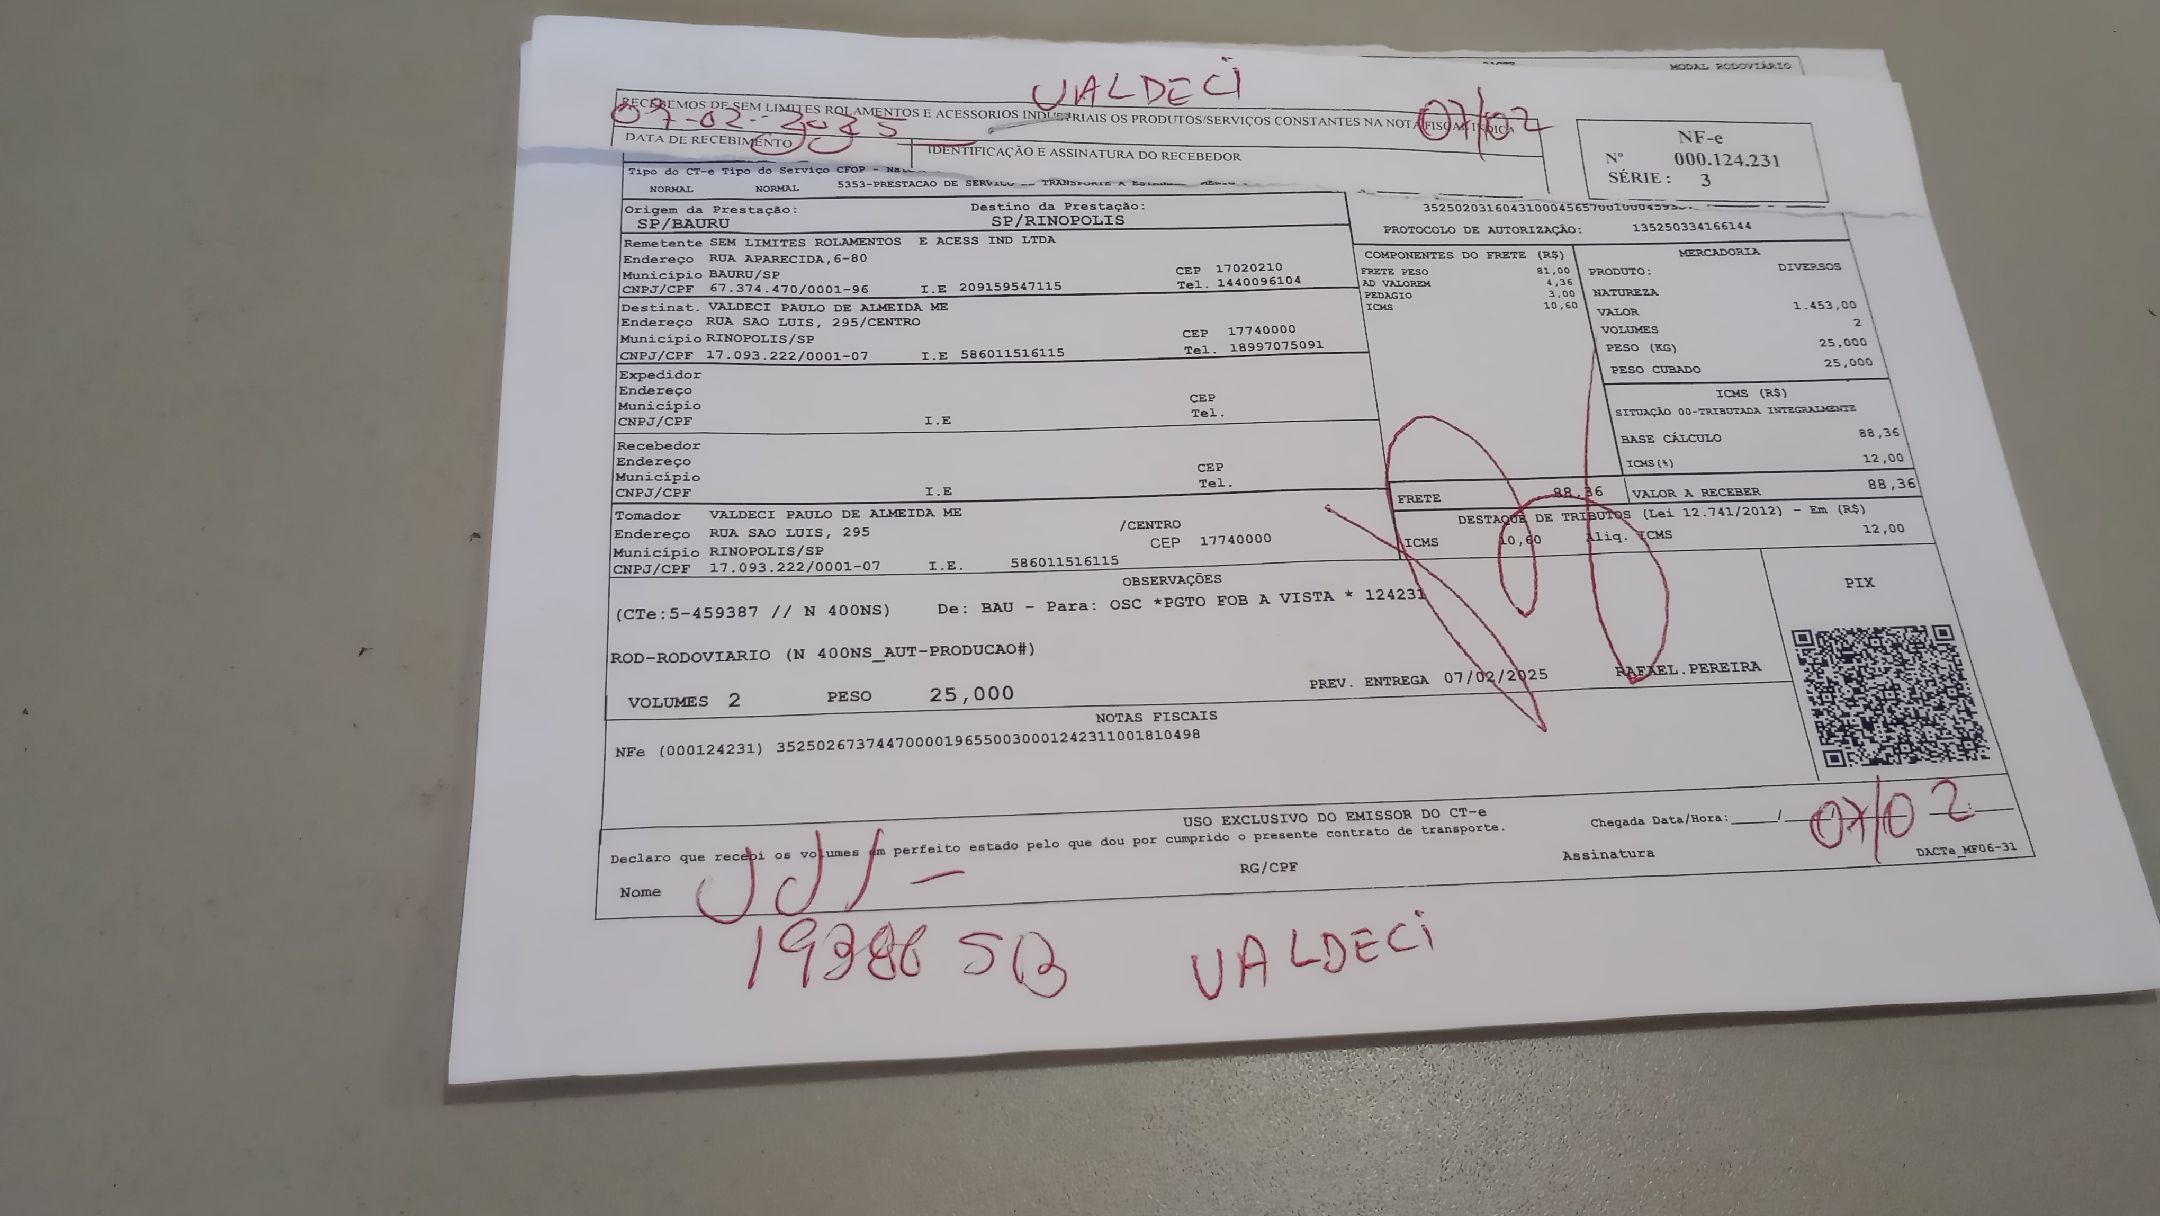 MODAL RODOVIÁRIO
VALDECI
RECEBEMOS DE SEM LIMITES ROLAMENTOS E ACESSORIOS INDUSTRIAIS OS PRODUTOS/SERVIÇOS CONSTANTES NA NOTA FISCAL INDICA
07-02-2025
07/02
DATA DE RECEBIMENTO
IDENTIFICAÇÃO E ASSINATURA DO RECEBEDOR
NF-e
Nº 000.124.231
SÉRIE: 3
Tipo do CT-e Tipo do Serviço CFOP -
NORMAL NORMAL 5353-PRESTACAO DE TRANSPORTE A
Origem da Prestação: Destino da Prestação:
SP/BAURU SP/RINOPOLIS
PROTOCOLO DE AUTORIZAÇÃO: 135250334166144
Remetente SEM LIMITES ROLAMENTOS E ACESS IND LTDA
Endereço RUA APARECIDA,6-80
Município BAURU/SP CEP 17020210
CNPJ/CPF 67.374.470/0001-96 I.E 209159547115 Tel. 1440096104
Destinat. VALDECI PAULO DE ALMEIDA ME
Endereço RUA SAO LUIS, 295/CENTRO
Município RINOPOLIS/SP CEP 17740000
CNPJ/CPF 17.093.222/0001-07 I.E 586011516115 Tel. 18997075091
Expedidor
Endereço
Município CEP
CNPJ/CPF I.E Tel.
Recebedor
Endereço
Município CEP
CNPJ/CPF I.E Tel.
Tomador VALDECI PAULO DE ALMEIDA ME
Endereço RUA SAO LUIS, 295 /CENTRO
Município RINOPOLIS/SP CEP 17740000
CNPJ/CPF 17.093.222/0001-07 I.E. 586011516115
COMPONENTES DO FRETE (R$)
FRETE PESO 81,00
AD VALOREM 4,36
PEDAGIO 3,00
ICMS 10,60
MERCADORIA
PRODUTO: DIVERSOS
NATUREZA
VALOR 1.453,00
VOLUMES 2
PESO (KG) 25,000
PESO CUBADO 25,000
ICMS (R$)
SITUAÇÃO 00-TRIBUTADA INTEGRALMENTE
BASE CÁLCULO 88,36
ICMS(%) 12,00
FRETE 88,36 VALOR A RECEBER 88,36
DESTAQUE DE TRIBUTOS (Lei 12.741/2012) - Em (R$)
ICMS 10,60 Aliq. ICMS 12,00
OBSERVAÇÕES
(CTe:5-459387 // N 400NS) De: BAU - Para: OSC *PGTO FOB A VISTA * 124231
ROD-RODOVIARIO (N 400NS_AUT-PRODUCAO#)
VOLUMES 2 PESO 25,000 PREV. ENTREGA 07/02/2025 RAFAEL.PEREIRA
PIX
NOTAS FISCAIS
NFe (000124231) 35250267374470000196550030001242311001810498
USO EXCLUSIVO DO EMISSOR DO CT-e
Declaro que recebi os volumes em perfeito estado pelo que dou por cumprido o presente contrato de transporte.
Chegada Data/Hora: / 07/02
Nome RG/CPF Assinatura
DACTe_MF06-31
VALDECI